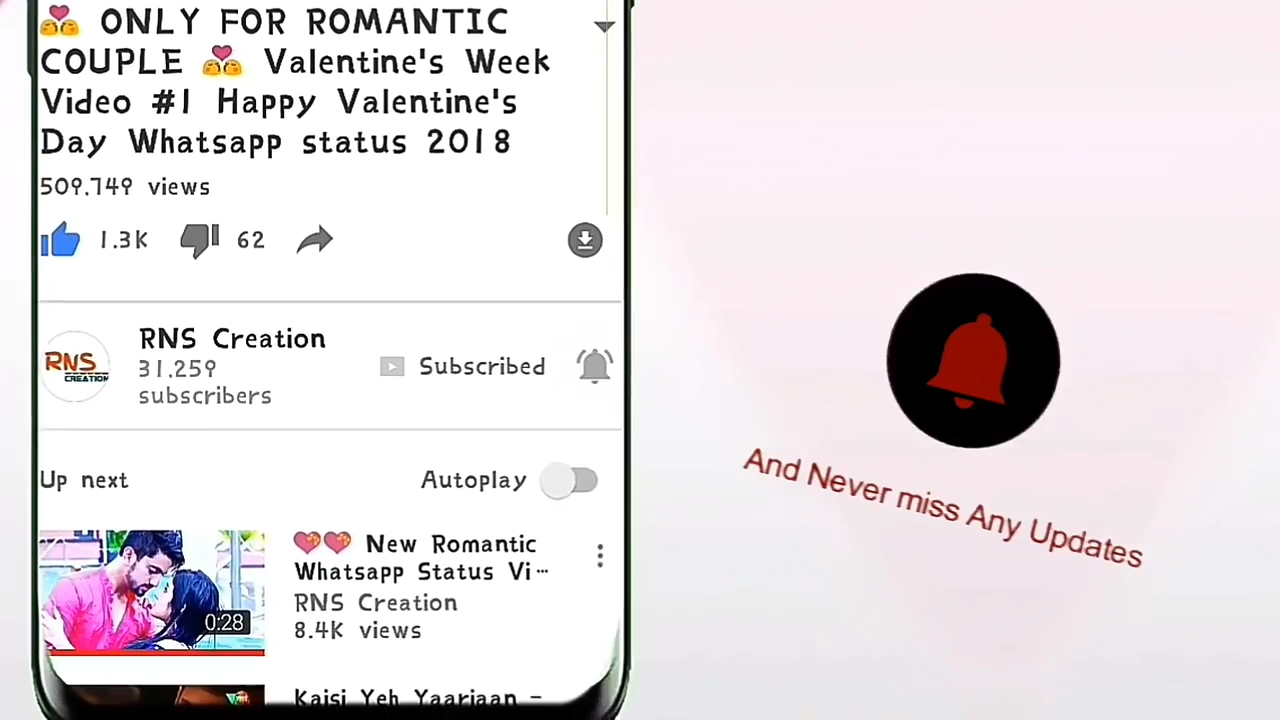 ONLY FOR ROMANTIC
COUPLE Valentine's Week
Video #1 Happy Valentine's
Day Whatsapp status 2018
509,749 views
1.3K 62
RNS Creation
31,259
subscribers
Subscribed
RNS
CREATION
And Never miss Any Updates
Up next
Autoplay
New Romantic
Whatsapp Status Vi...
RNS Creation
8.4K views
0:28
Kaisi Yeh Yaariaan -